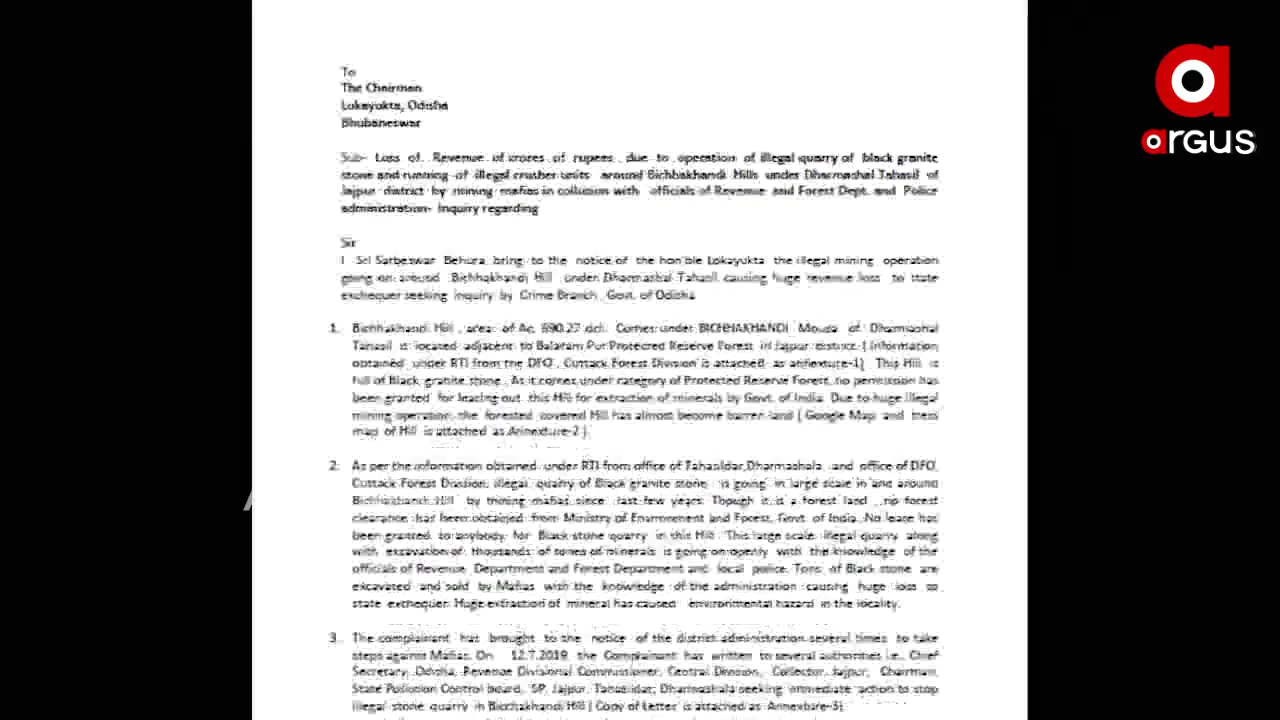 To
The Chairman
Lokayukta, Odisha
Bhubaneswar
Sub- Loss of Revenue of crores of rupees due to operation of illegal quarry of black granite
stone and running of illegal crusher units around Bichhakhandi Hills under Dharmashal Tahasil of
Jajpur district by mining mafias in collusion with officials of Revenue and Forest Dept. and Police
administration- Inquiry regarding
Sir
I Sri Sarbeswar Behura bring to the notice of the hon'ble Lokayukta the illegal mining operation
going on around Bichhakhandi Hill under Dharmashal Tahasil causing huge revenue loss to state
exchequer seeking inquiry by Crime Branch, Govt. of Odisha
1. Bichhakhandi Hill, area of Ac. 690.27 dcl. Comes under BICHHAKHANDI Mouza of Dharmashal
Tahasil is located adjacent to Balaram Pur Protected Reserve Forest in Jajpur district ( Information
obtained under RTI from the DFO, Cuttack Forest Division is attached as annexture-1) This Hill is
full of Black granite stone. As it comes under category of Protected Reserve Forest, no permission has
been granted for leasing out this Hill for extraction of minerals by Govt. of India. Due to huge illegal
mining operation the forested covered Hill has almost become barren land ( Google Map and
map of Hill is attached as Annexture-2 ).
2. As per the information obtained under RTI from office of Tahasildar,Dharmashala and office of DFO,
Cuttack Forest Division, illegal quarry of Black granite stone is going in large scale in and around
Bichhakhandi Hill by mining mafias since last few years. Though it is a forest land , no forest
clearance has been obtained from Ministry of Environment and Forest, Govt. of India. No lease has
been granted to anybody for Black stone quarry in this Hill. This large scale illegal quarry along
with excavation of thousands of tones of minerals is going on openly with the knowledge of the
officials of Revenue Department and Forest Department and local police. Tons of Black stone are
excavated and sold by Mafias with the knowledge of the administration causing huge loss to
state exchequer. Huge extraction of mineral has caused environmental hazard in the locality.
3. The complainant has brought to the notice of the district administration several times to take
steps against Mafias. On 12.7.2019, the Complainant has written to several authorities i.e., Chief
Secretary, Odisha, Revenue Divisional Commissioner, Central Division, Collector, Jajpur, Chairman,
State Pollution Control board, SP, Jajpur, Tahasildar, Dharmashala seeking immediate action to stop
illegal stone quarry in Bicchakhandi Hill ( Copy of Letter is attached as Annexture-3)
argus